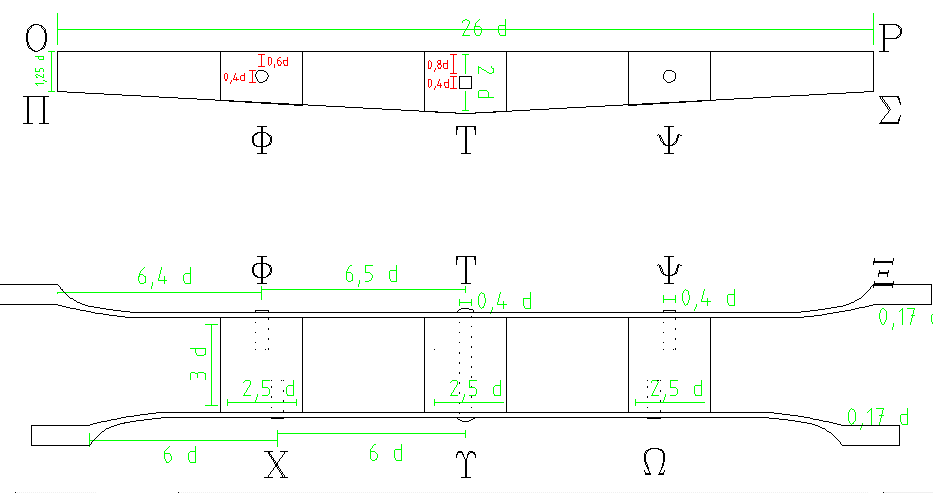 Ο 26 d Ρ
1,25 d 0,4d 0,6d 0,8d 0,4d 2 d
Π Σ
Φ Τ Ψ
Φ Τ Ψ Ξ
6,4 d 6,5 d
0,4 d 0,4 d
0,17 d
3 d
2,5 d 2,5 d 2,5 d
0,17 d
6 d 6 d
Χ Υ Ω